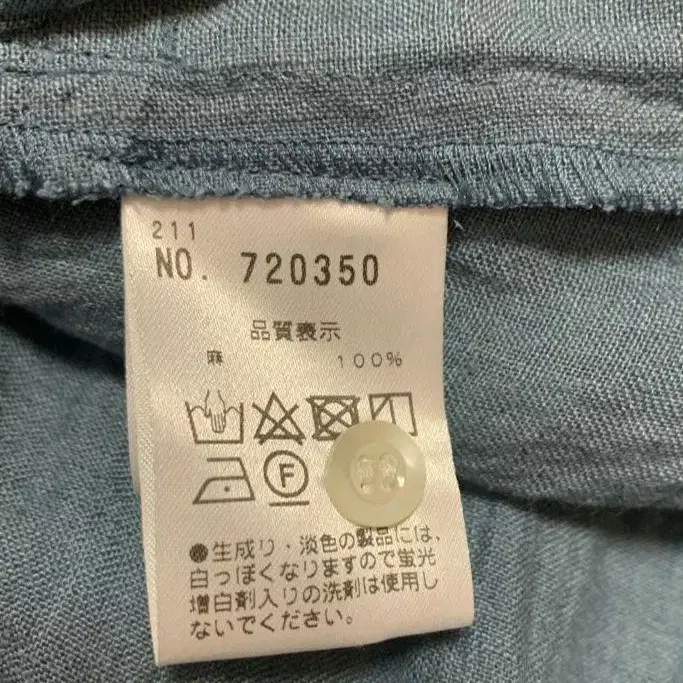 211
NO. 720350
品質表示
麻 100%
F
●生成り・淡色の製品には、
白っぽくなりますので蛍光
増白剤入りの洗剤は使用し
ないでください。